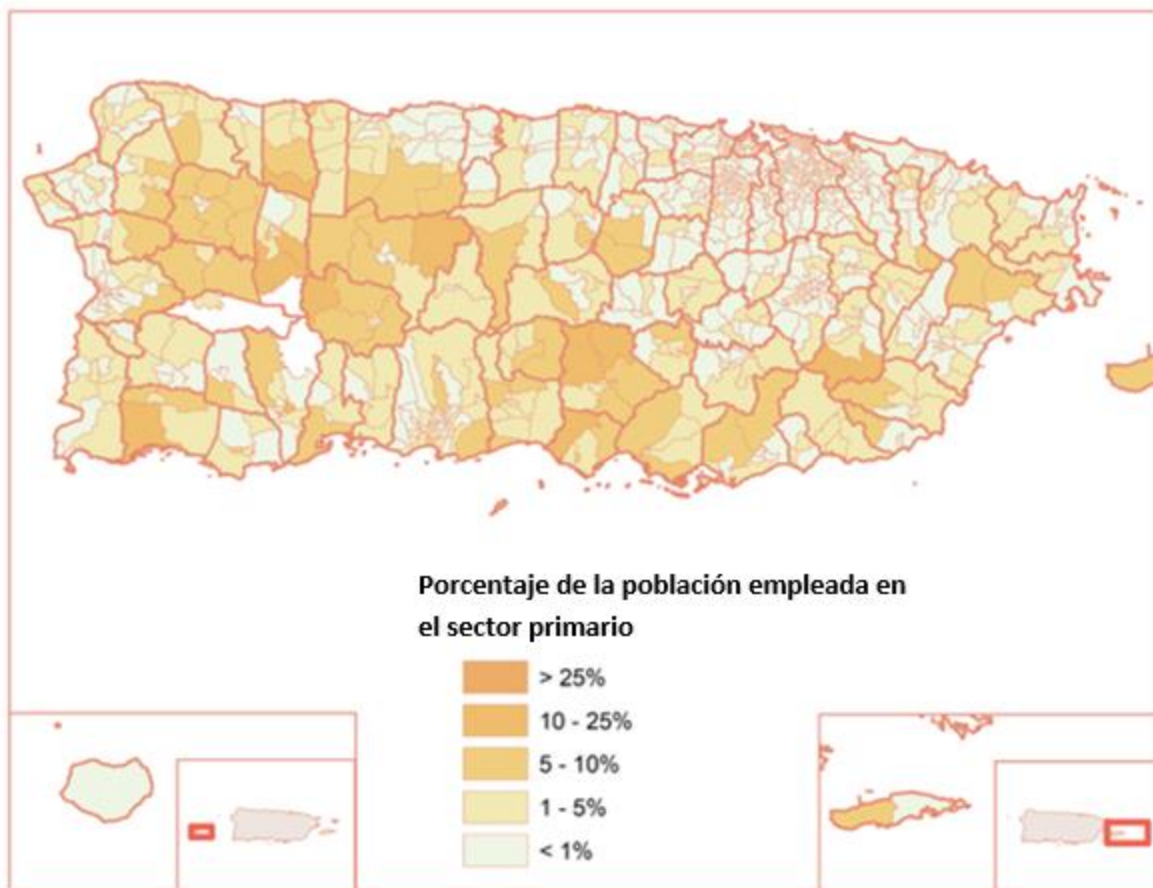 Porcentaje de la población empleada en
el sector primario
> 25%
10 - 25%
5 - 10%
1 - 5%
< 1%